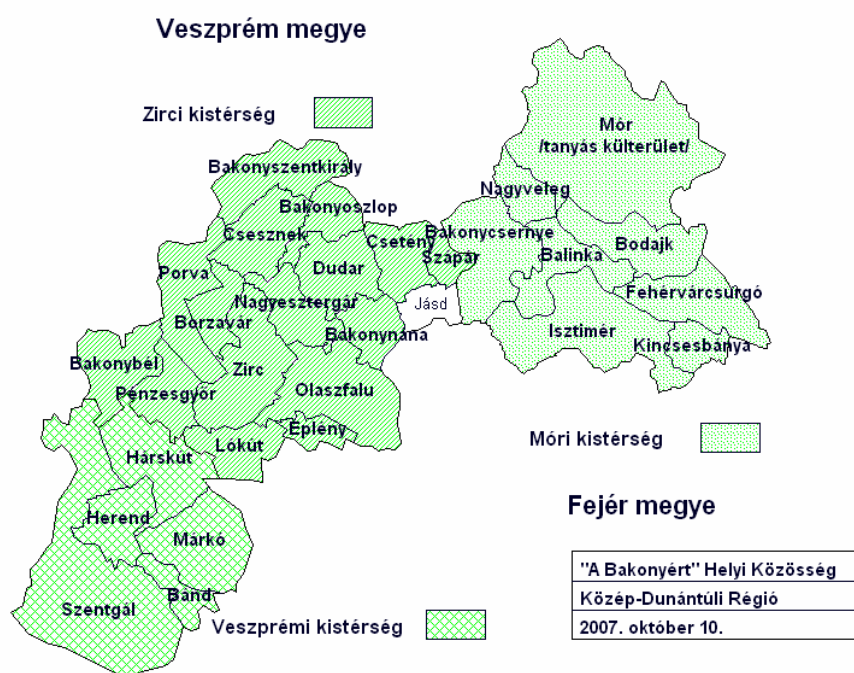 Veszprém megye
Zirci kistérség
Mór
/tanyás külterület/
Bakonyszentkirály
Nagyveleg
Bakonyoszlop
Csesznek
Csetény
Bakonycsernye
Bodajk
Szápár
Balinka
Porva
Dudar
Fehérvárcsurgó
Nagyesztergár
Jásd
Borzavár
Bakonynána
Isztimér
Kincsesbánya
Bakonybél
Zirc
Pénzesgyőr
Olaszfalu
Eplény
Lókút
Móri kistérség
Hárskút
Fejér megye
Herend
Márkó
"A Bakonyért" Helyi Közösség
Bánd
Szentgál
Közép-Dunántúli Régió
Veszprémi kistérség
2007. október 10.